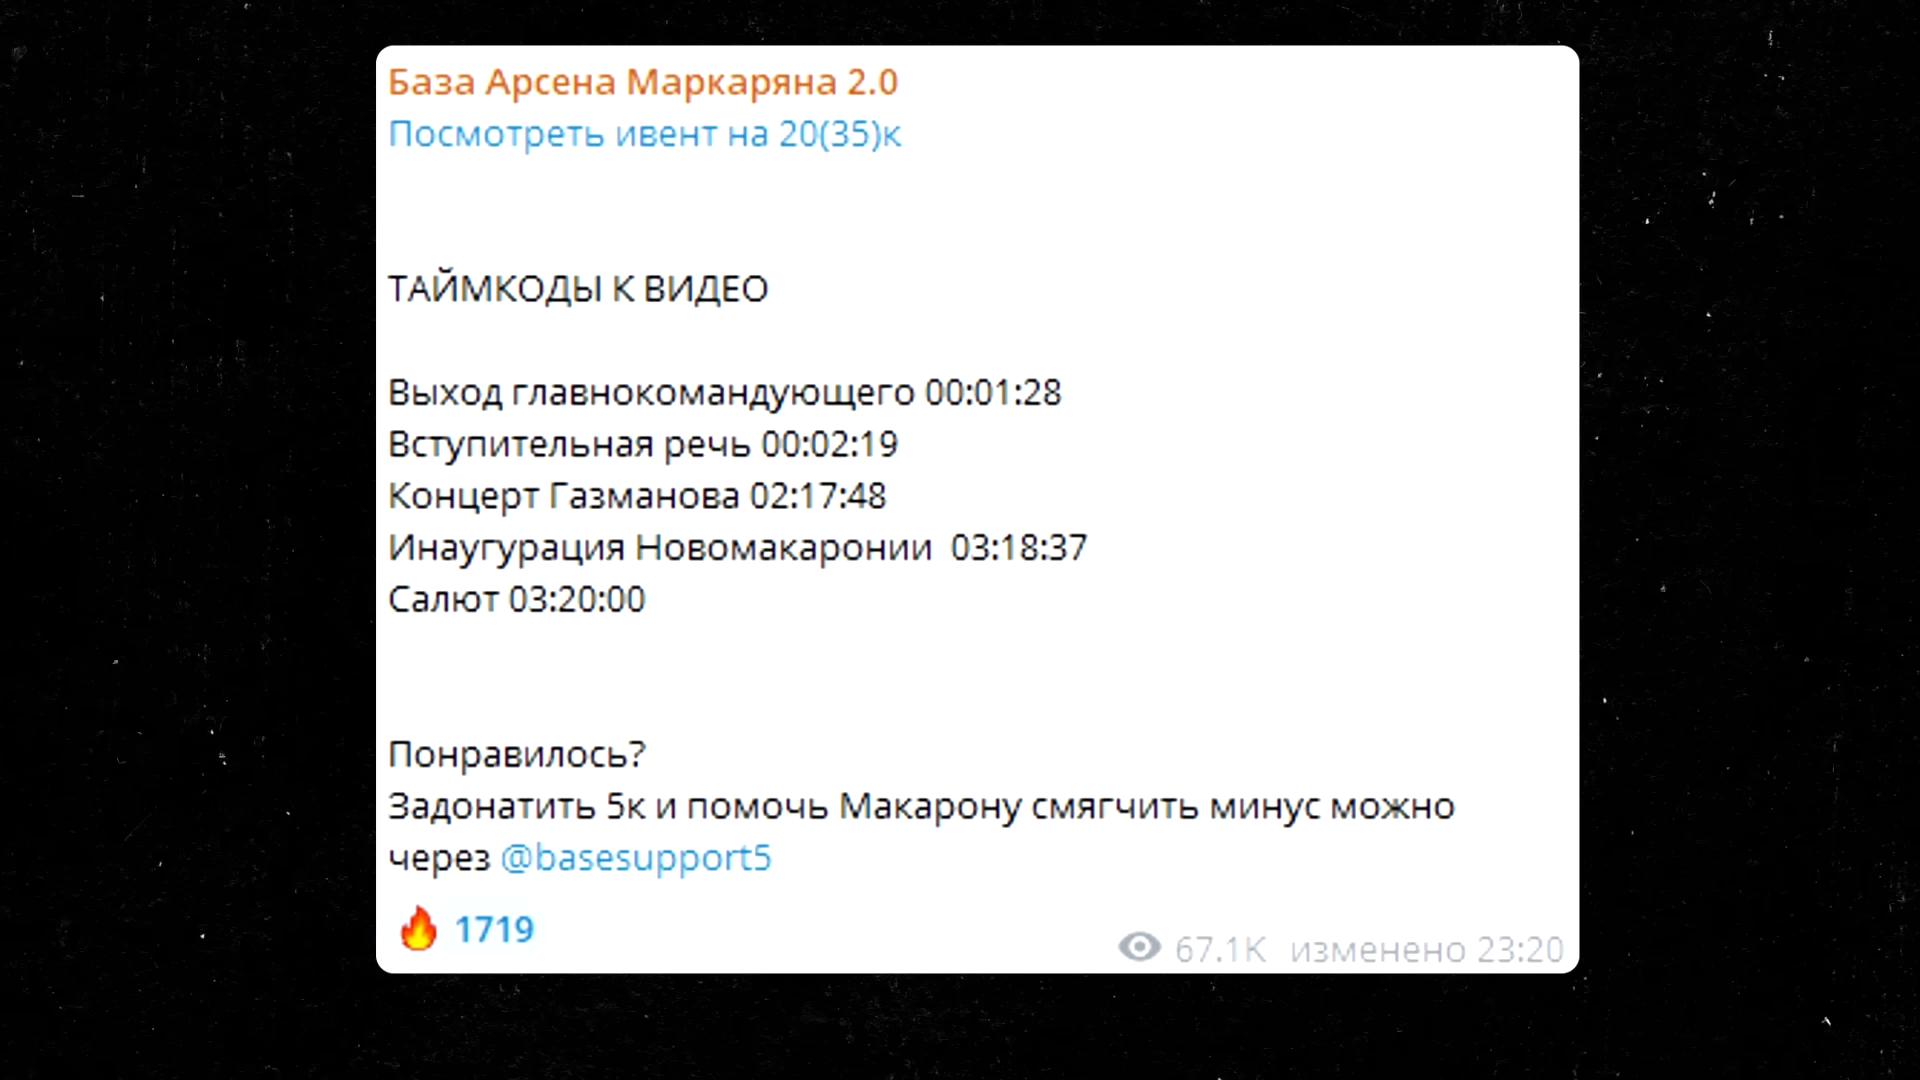 База Арсена Маркаряна 2.0
Посмотреть ивент на 20(35)к
ТАЙМКОДЫ К ВИДЕО
Выход главнокомандующего 00:01:28
Вступительная речь 00:02:19
Концерт Газманова 02:17:48
Инаугурация Новомакаронии 03:18:37
Салют 03:20:00
Понравилось?
Задонатить 5к и помочь Макарону смягчить минус можно
через @basesupport5
🔥 1719
67.1K изменено 23:20